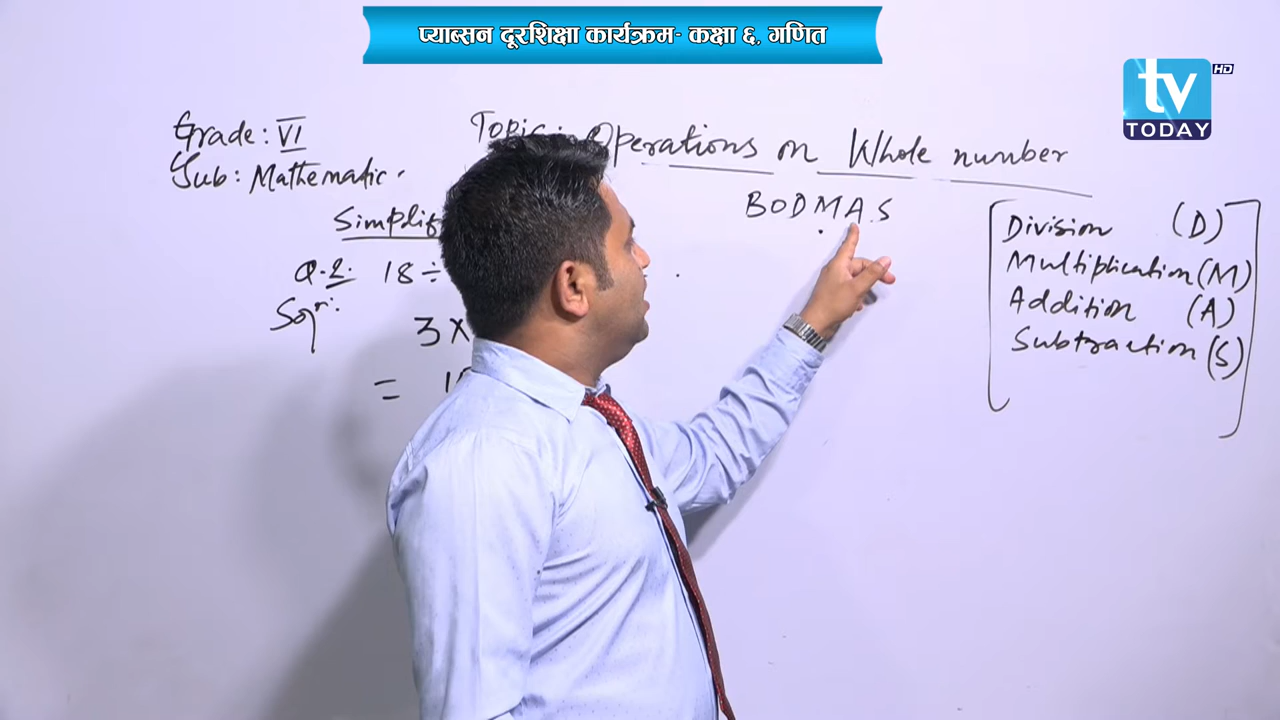 प्याब्सन दूरशिक्षा कार्यक्रम- कक्षा ६, गणित
tv HD
TODAY
Grade: VI
Sub: Mathematic.
Topic:- Operations on Whole number
BODMAS
Simplif
Q.2. 18 ÷
Soln:
3 ×
=
Division (D)
Multiplication (M)
Addition (A)
Subtraction (S)